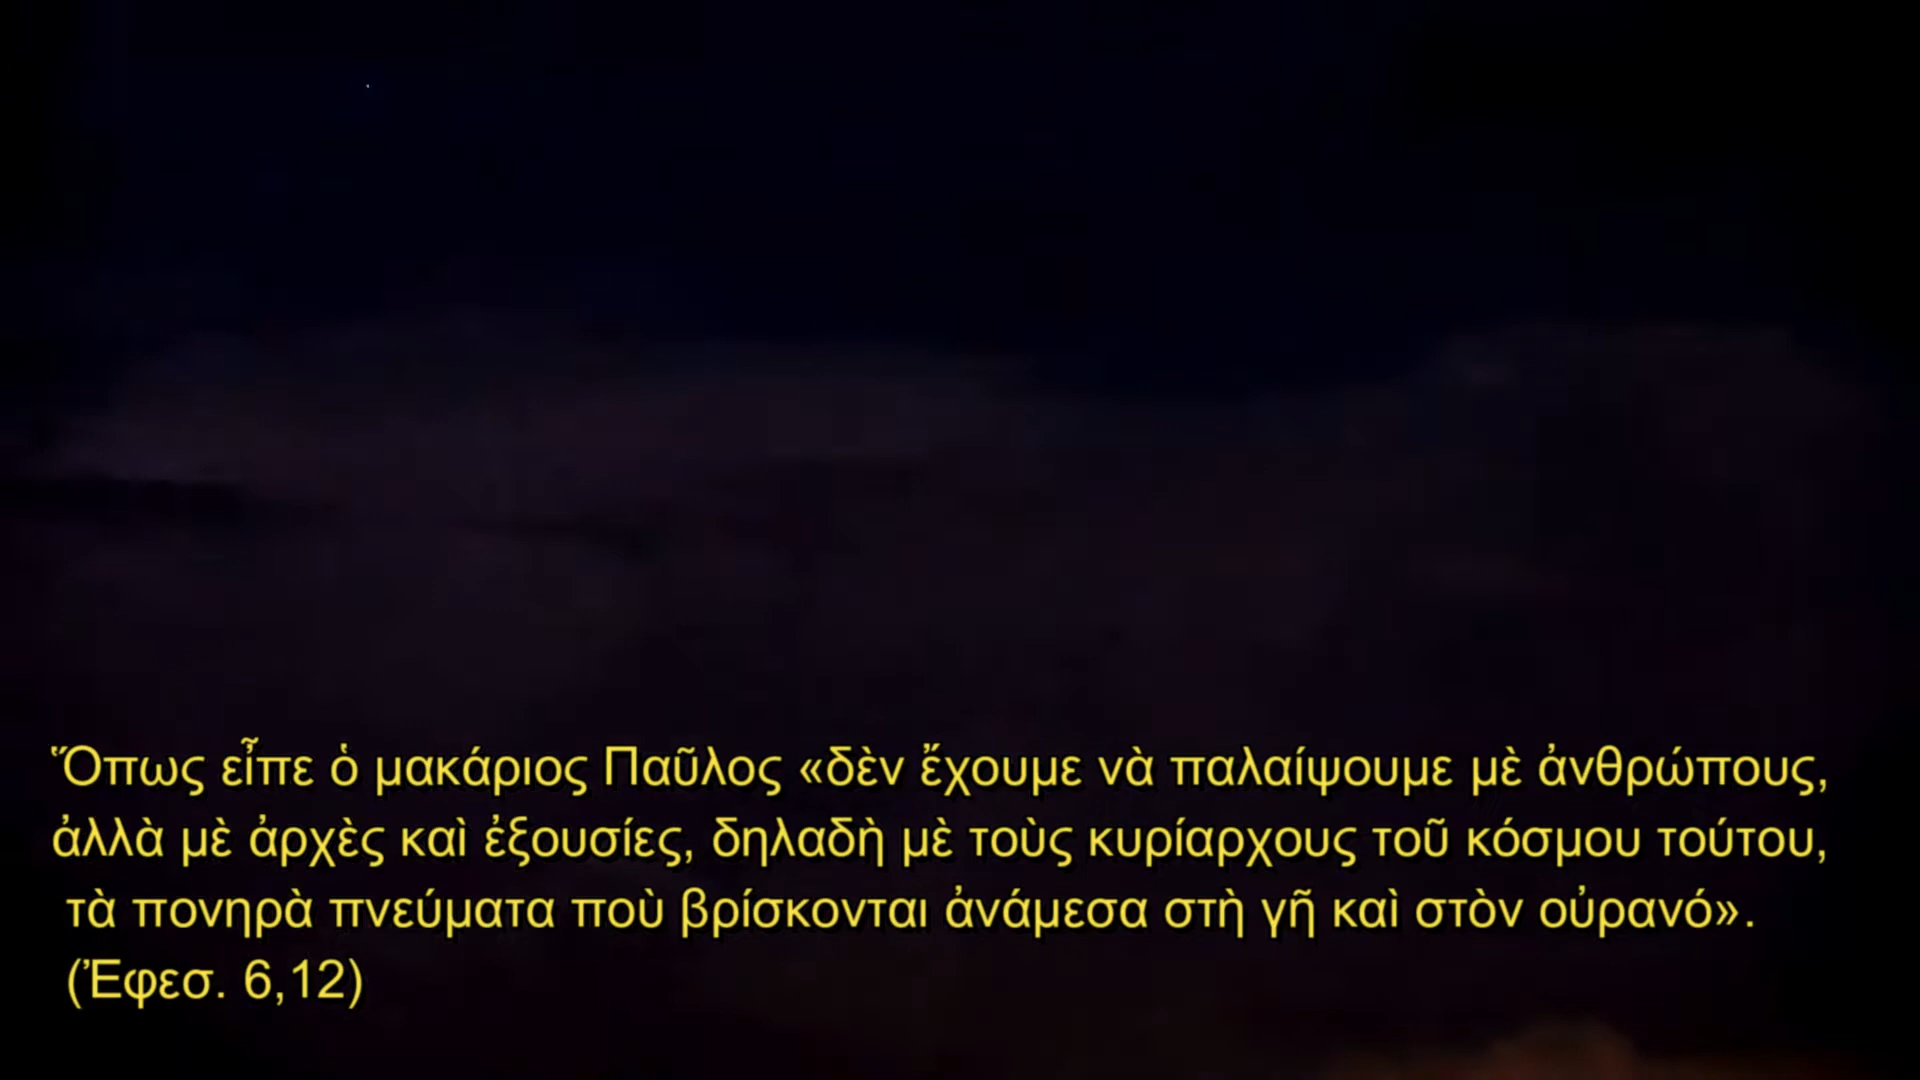 Ὅπως εἶπε ὁ μακάριος Παῦλος «δὲν ἔχουμε νὰ παλαίψουμε μὲ ἀνθρώπους,
ἀλλὰ μὲ ἀρχὲς καὶ ἐξουσίες, δηλαδὴ μὲ τοὺς κυρίαρχους τοῦ κόσμου τούτου,
τὰ πονηρὰ πνεύματα ποὺ βρίσκονται ἀνάμεσα στὴ γῆ καὶ στὸν οὐρανό».
(Ἐφεσ. 6,12)